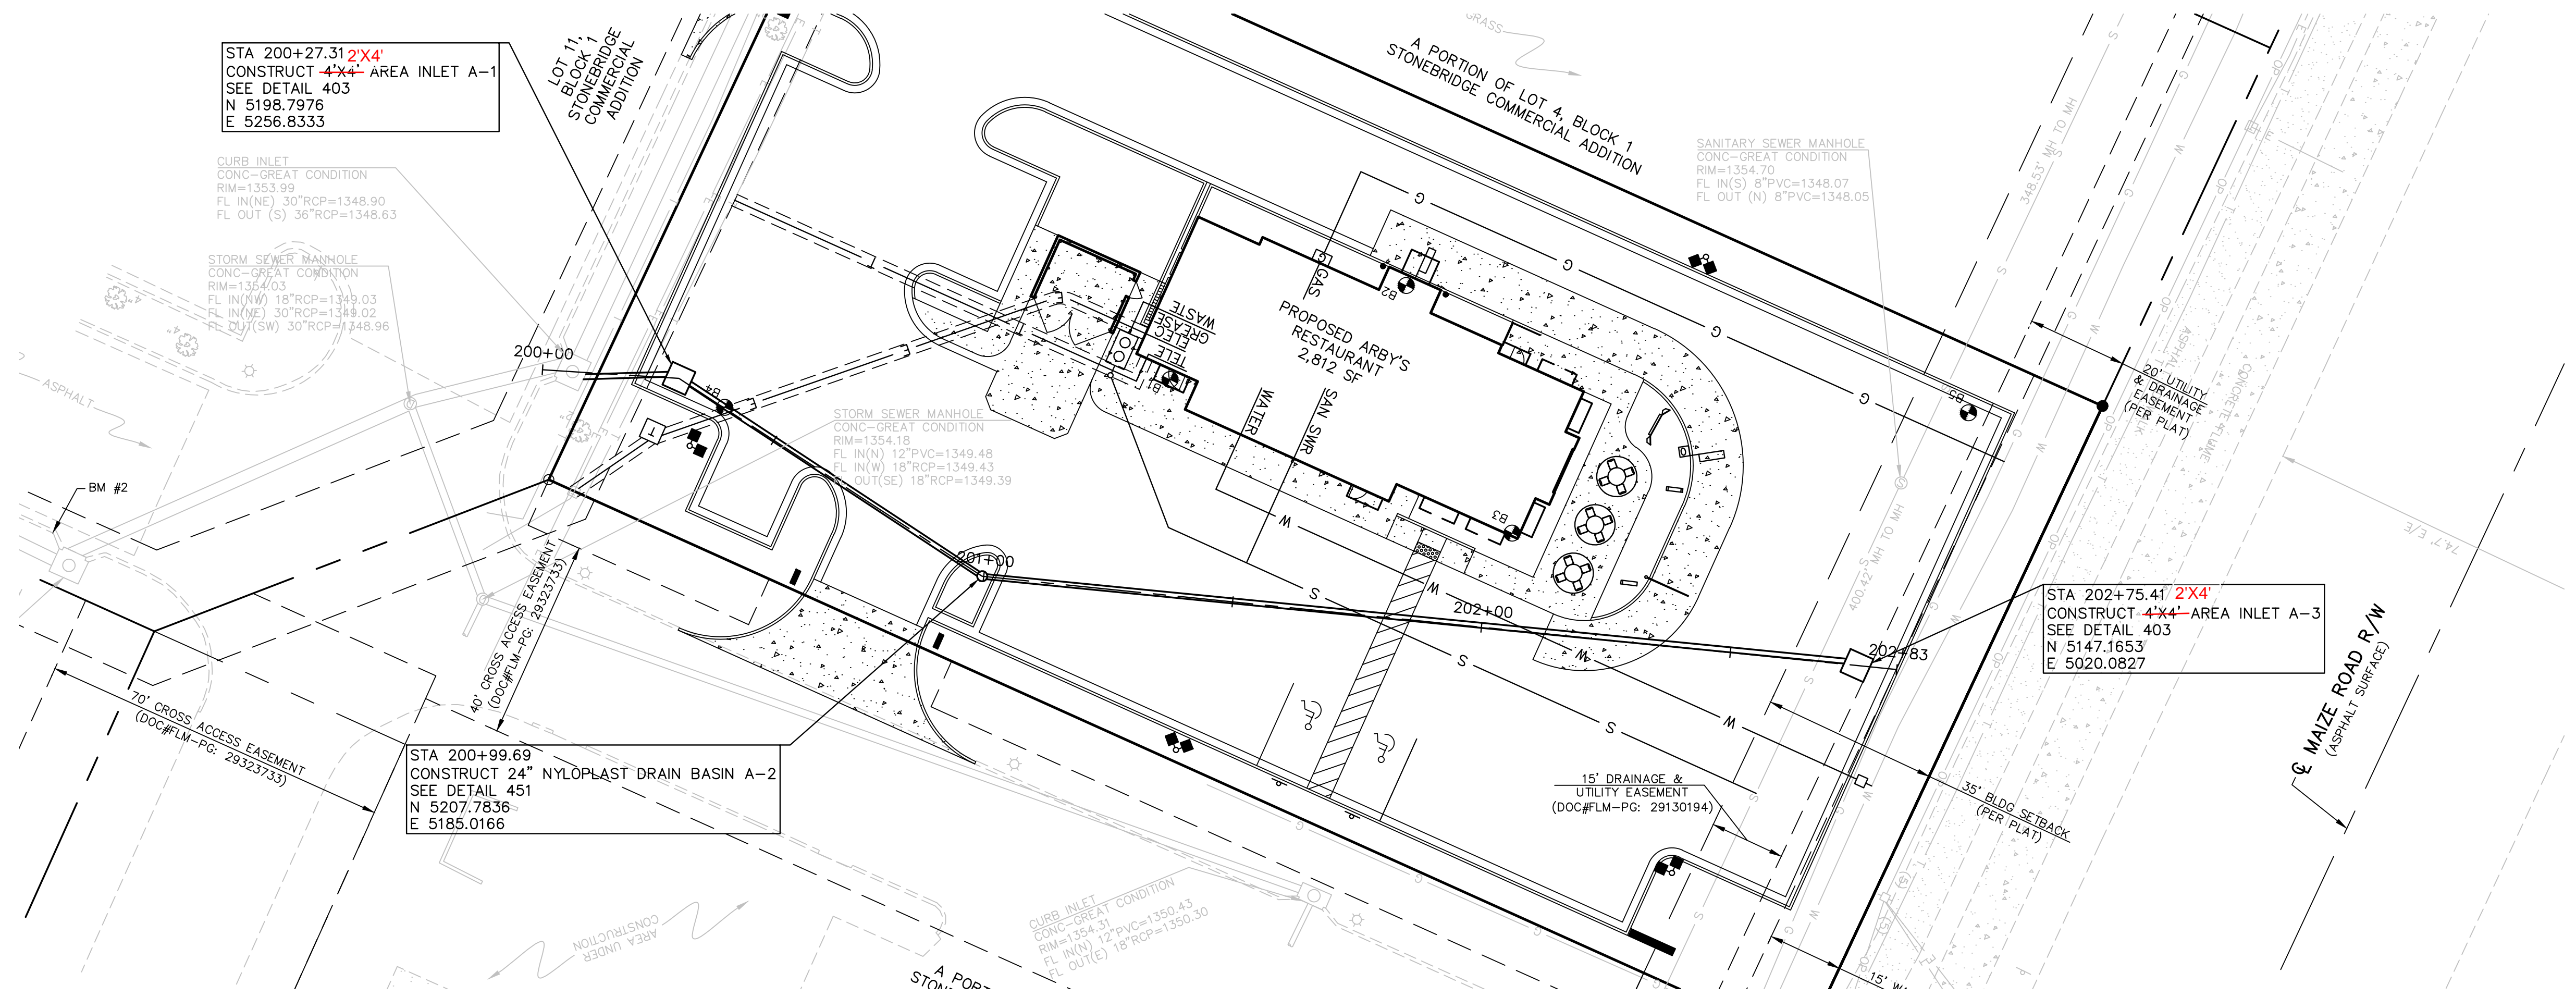 STA 200+27.31 2'X4'
CONSTRUCT 4'X4' AREA INLET A-1
SEE DETAIL 403
N 5198.7976
E 5256.8333
LOT 11,
BLOCK 1
STONEBRIDGE
COMMERCIAL
ADDITION
CURB INLET
CONC-GREAT CONDITION
RIM=1353.99
FL IN(NE) 30"RCP=1348.90
FL OUT (S) 36"RCP=1348.63
STORM SEWER MANHOLE
CONC-GREAT CONDITION
RIM=1354.03
FL IN(NW) 18"RCP=1349.03
FL IN(NE) 30"RCP=1349.02
FL OUT(SW) 30"RCP=1348.96
GRASS
A PORTION OF LOT 4, BLOCK 1
STONEBRIDGE COMMERCIAL ADDITION
SANITARY SEWER MANHOLE
CONC-GREAT CONDITION
RIM=1354.70
FL IN(S) 8"PVC=1348.07
FL OUT (N) 8"PVC=1348.05
348.53' MH TO MH
ASPHALT
200+00
B4
GAS
B2
GREASE
WASTE
ELEC
TELE
B1
PROPOSED ARBY'S
RESTAURANT
2,812 SF
WATER
SAN SWR
B3
B5
20' UTILITY
& DRAINAGE
EASEMENT
(PER PLAT)
CONCRETE FLUME
STORM SEWER MANHOLE
CONC-GREAT CONDITION
RIM=1354.18
FL IN(N) 12"PVC=1349.48
FL IN(W) 18"RCP=1349.43
FL OUT(SE) 18"RCP=1349.39
BM #2
201+00
202+00
202+83
400.42' MH TO MH
74.7' E/E
STA 202+75.41 2'X4'
CONSTRUCT 4'X4' AREA INLET A-3
SEE DETAIL 403
N 5147.1653
E 5020.0827
℄ MAIZE ROAD R/W
(ASPHALT SURFACE)
40' CROSS ACCESS EASEMENT
(DOC#FLM-PG: 29323733)
70' CROSS ACCESS EASEMENT
(DOC#FLM-PG: 29323733)
STA 200+99.69
CONSTRUCT 24" NYLOPLAST DRAIN BASIN A-2
SEE DETAIL 451
N 5207.7836
E 5185.0166
15' DRAINAGE &
UTILITY EASEMENT
(DOC#FLM-PG: 29130194)
35' BLDG SETBACK
(PER PLAT)
AREA UNDER
CONSTRUCTION
CURB INLET
CONC-GREAT CONDITION
RIM=1354.31
FL IN(N) 12"PVC=1350.43
FL OUT(E) 18"RCP=1350.30
15'